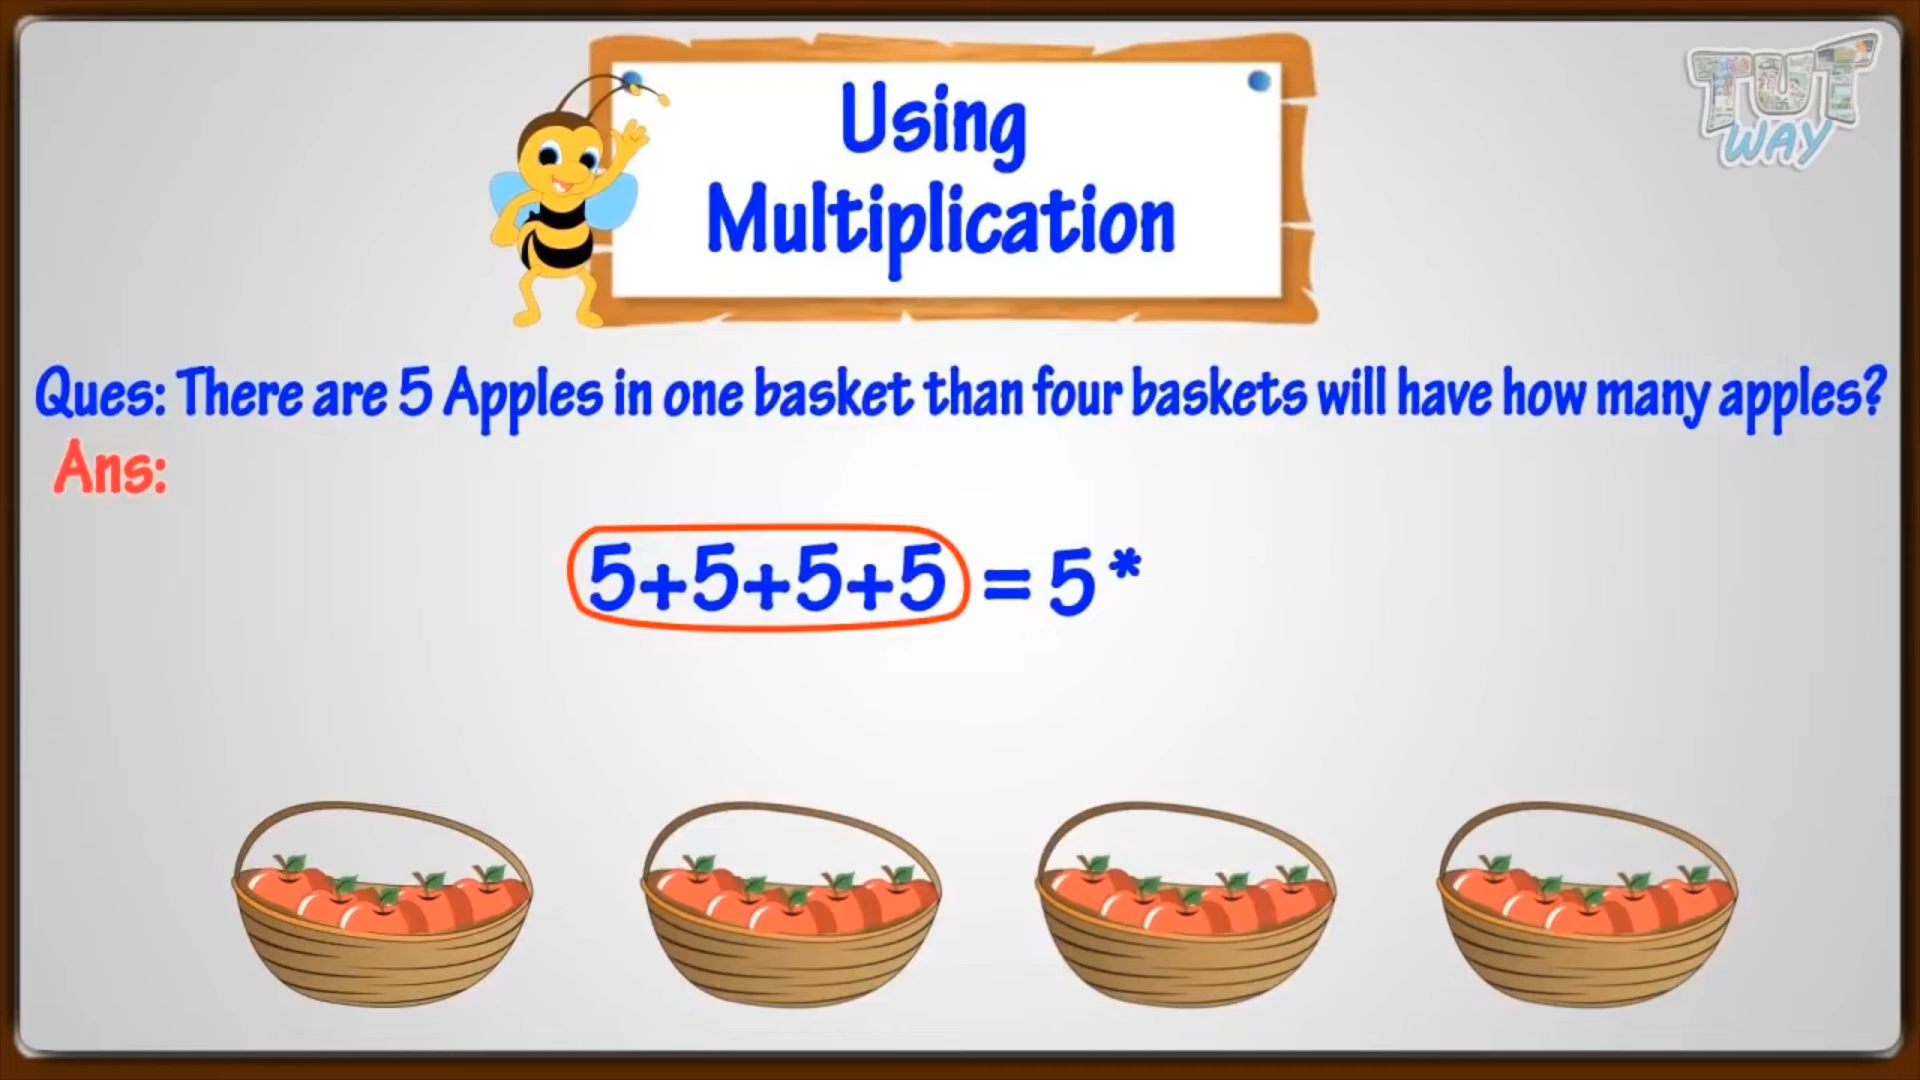 TUT
WAY
Using
Multiplication
Ques: There are 5 Apples in one basket than four baskets will have how many apples?
Ans:
5+5+5+5 = 5 *